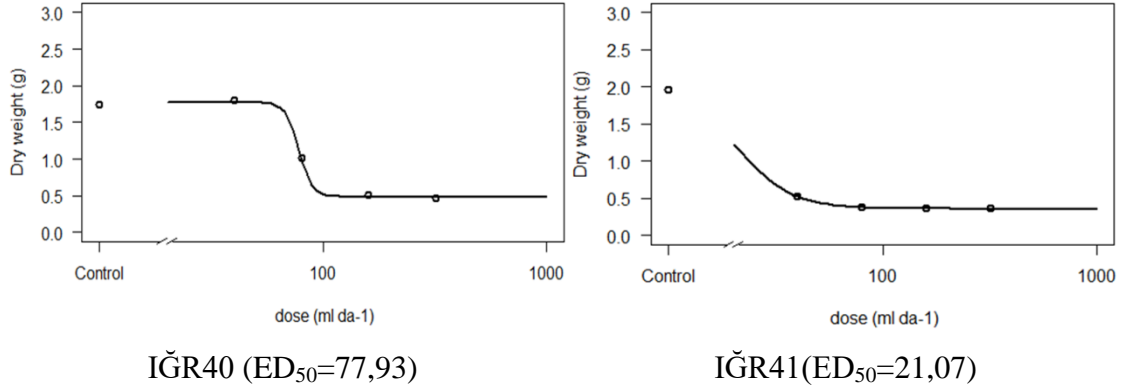 3.0
2.5
2.0
1.5
1.0
0.5
0.0
Dry weight (g)
Control
100
1000
dose (ml da-1)
IĞR40 (ED₅₀=77,93)
3.0
2.5
2.0
1.5
1.0
0.5
0.0
Dry weight (g)
Control
100
1000
dose (ml da-1)
IĞR41(ED₅₀=21,07)